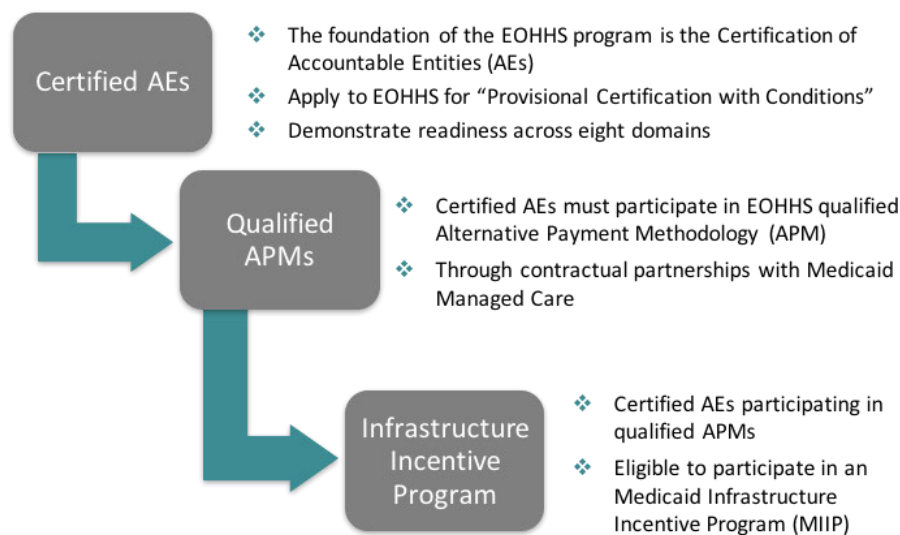 Certified AEs
❖ The foundation of the EOHHS program is the Certification of
Accountable Entities (AEs)
❖ Apply to EOHHS for “Provisional Certification with Conditions”
❖ Demonstrate readiness across eight domains
Qualified
APMs
❖ Certified AEs must participate in EOHHS qualified
Alternative Payment Methodology (APM)
❖ Through contractual partnerships with Medicaid
Managed Care
Infrastructure
Incentive
Program
❖ Certified AEs participating in
qualified APMs
❖ Eligible to participate in an
Medicaid Infrastructure
Incentive Program (MIIP)